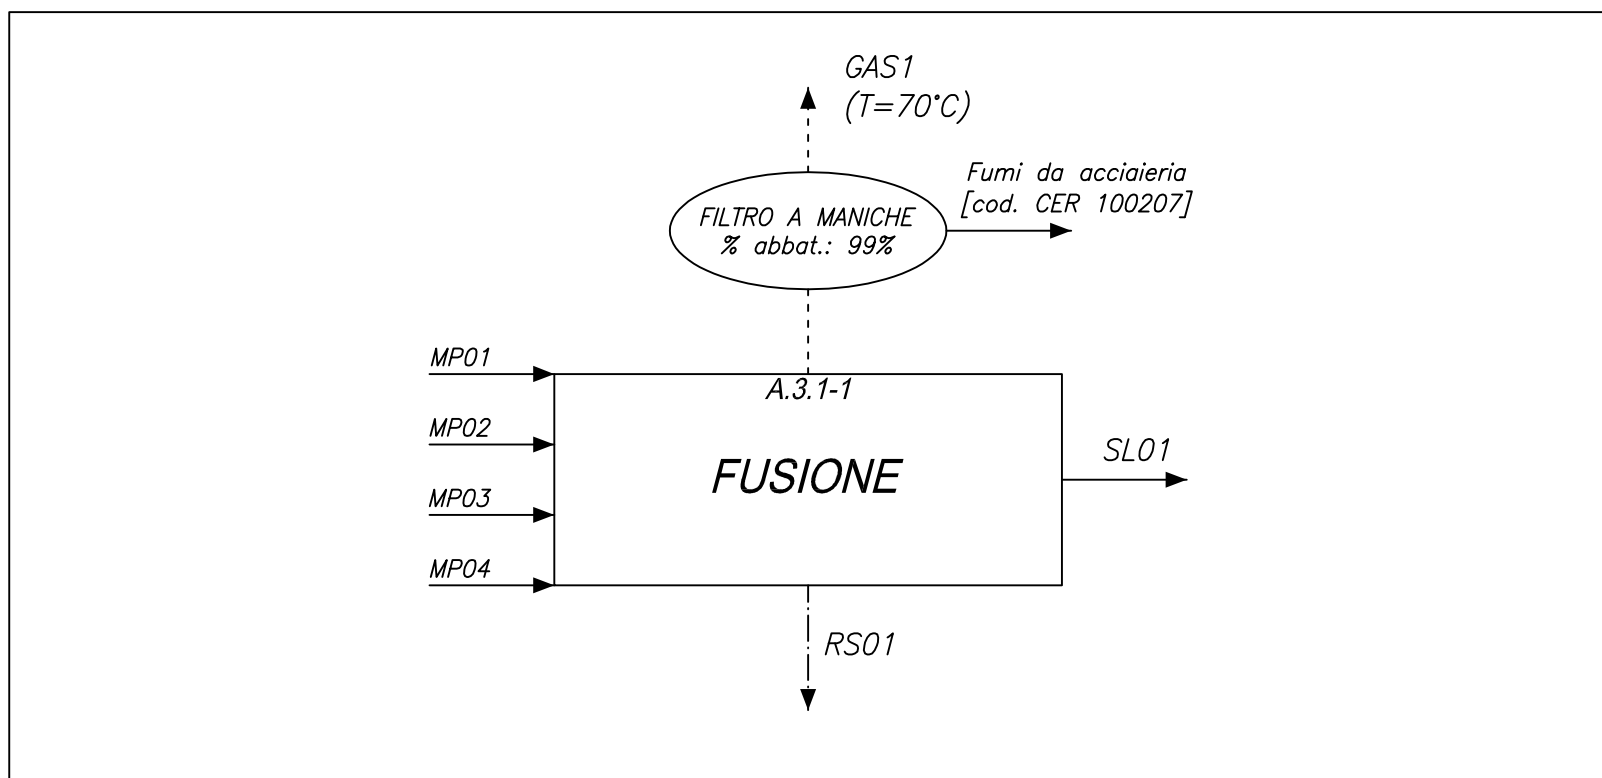 GAS1
(T=70°C)
Fumi da acciaieria
[cod. CER 100207]
FILTRO A MANICHE
% abbat.: 99%
MP01
A.3.1-1
MP02
FUSIONE
SL01
MP03
MP04
RS01